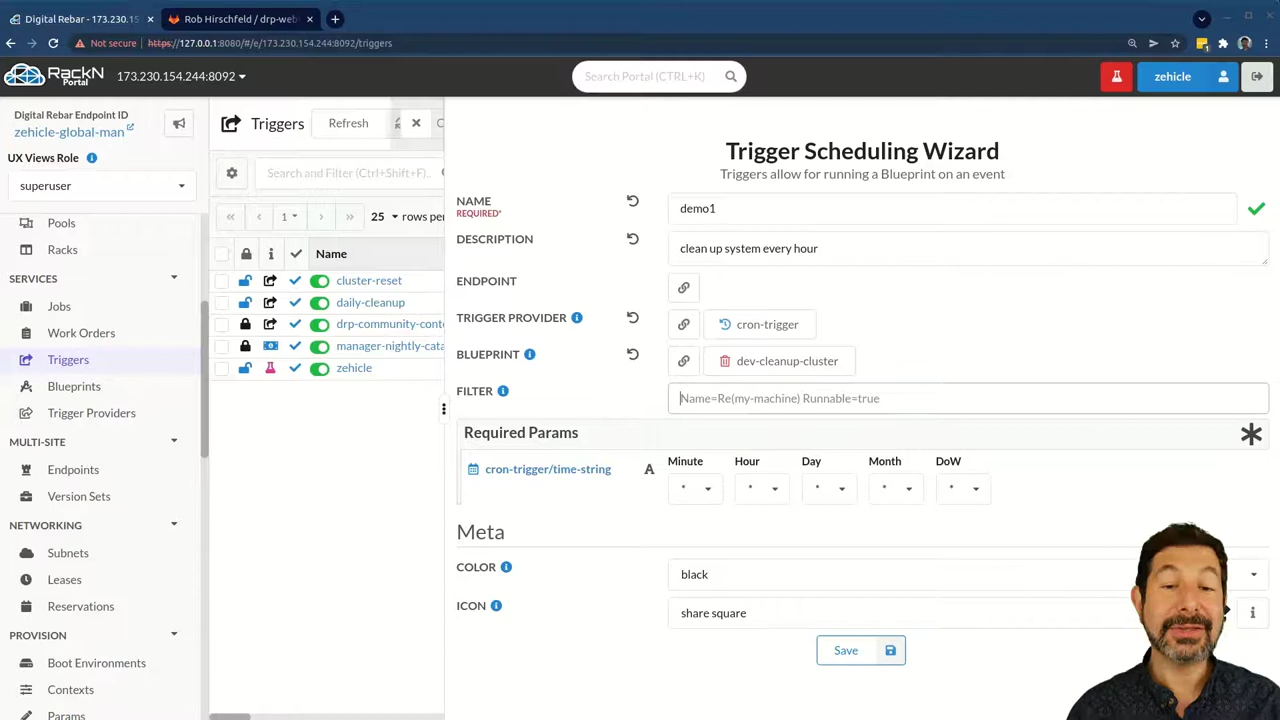 Digital Rebar - 173.230.15
Rob Hirschfeld / drp-web
Not secure
https://127.0.0.1:8080/#/e/173.230.154.244:8092/triggers
RackN
Portal
173.230.154.244:8092
Search Portal (CTRL+K)
zehicle
Digital Rebar Endpoint ID
zehicle-global-man
UX Views Role
superuser
Pools
Racks
SERVICES
Jobs
Work Orders
Triggers
Blueprints
Trigger Providers
MULTI-SITE
Endpoints
Version Sets
NETWORKING
Subnets
Leases
Reservations
PROVISION
Boot Environments
Contexts
Params
Triggers
Refresh
Search and Filter (Ctrl+Shift+F)..
1
25 rows per
Name
cluster-reset
daily-cleanup
drp-community-conte
manager-nightly-cata
zehicle
Trigger Scheduling Wizard
Triggers allow for running a Blueprint on an event
NAME
REQUIRED*
demo1
DESCRIPTION
clean up system every hour
ENDPOINT
TRIGGER PROVIDER
cron-trigger
BLUEPRINT
dev-cleanup-cluster
FILTER
Name=Re(my-machine) Runnable=true
Required Params
cron-trigger/time-string
A
Minute Hour Day Month DoW
* * * * *
Meta
COLOR
black
ICON
share square
Save